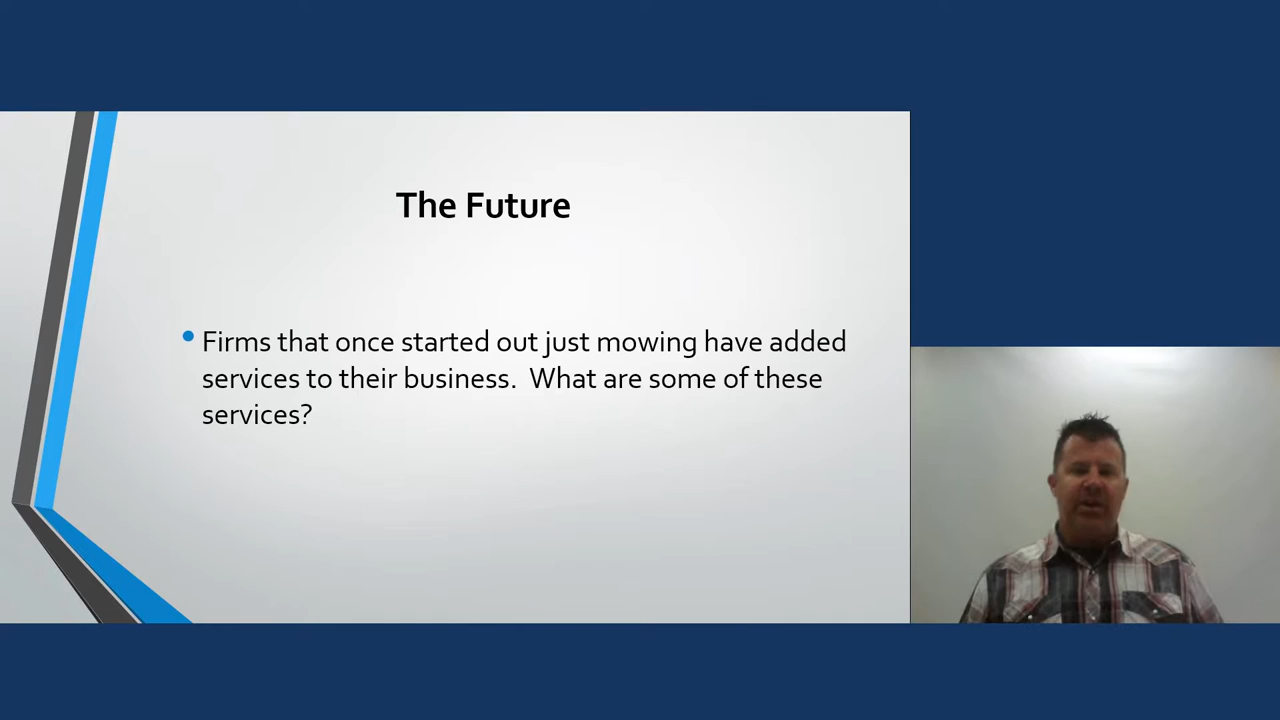 The Future
Firms that once started out just mowing have added
services to their business.  What are some of these
services?